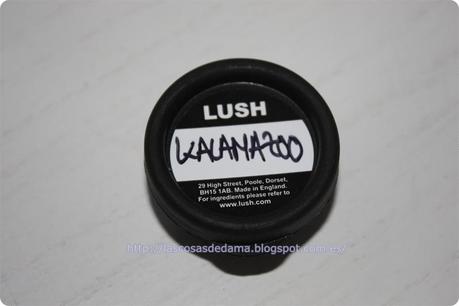 LUSH
KALAMAZOO
29 High Street, Poole, Dorset,
BH15 1AB. Made in England.
For ingredients please refer to
www.lush.com
http://lascosasdedama.blogspot.com.es/